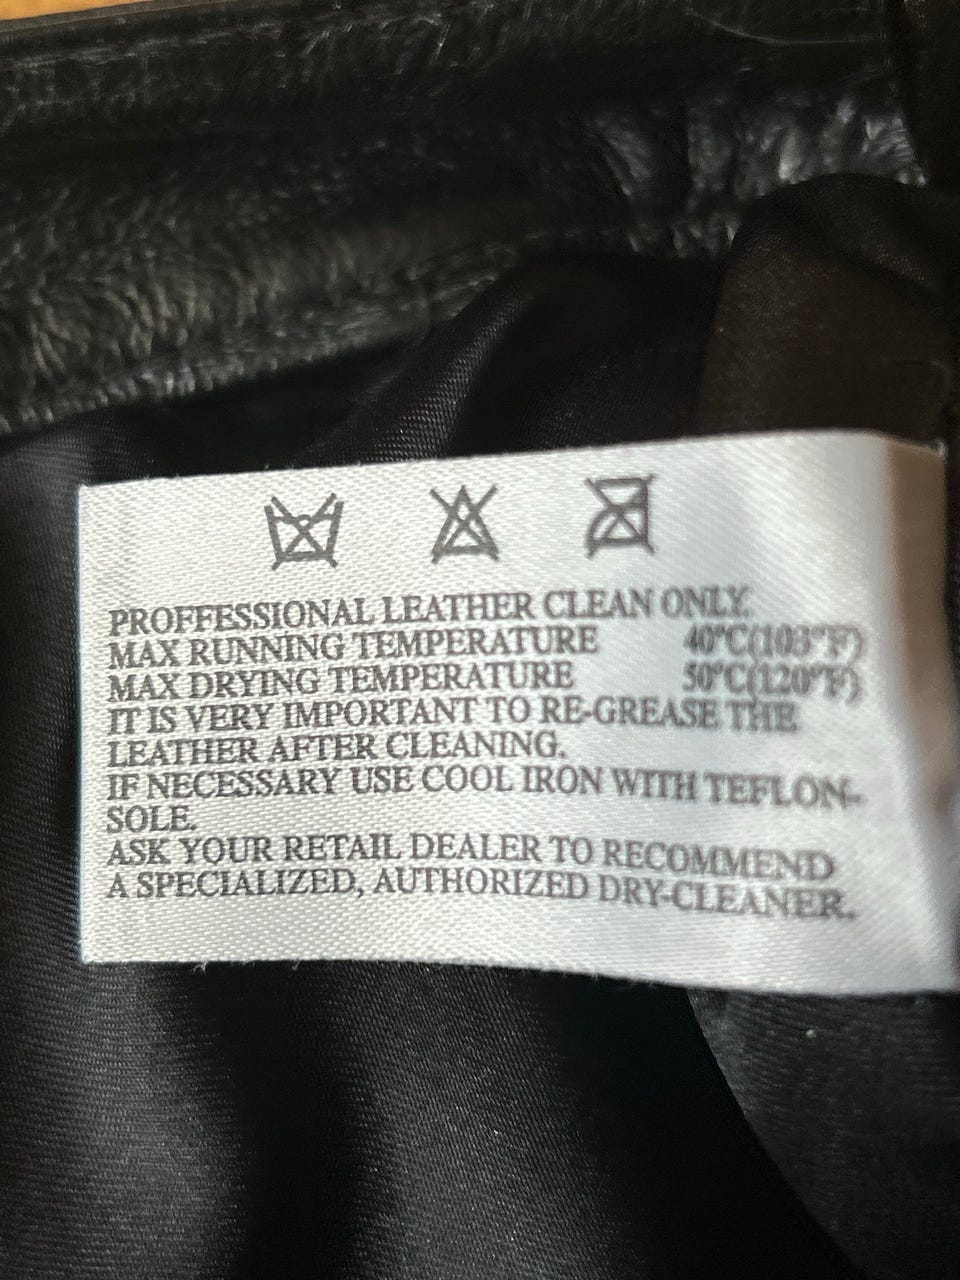 PROFFESSIONAL LEATHER CLEAN ONLY.
MAX RUNNING TEMPERATURE 40°C(103°F)
MAX DRYING TEMPERATURE 50°C(120°F)
IT IS VERY IMPORTANT TO RE-GREASE THE
LEATHER AFTER CLEANING.
IF NECESSARY USE COOL IRON WITH TEFLON-
SOLE.
ASK YOUR RETAIL DEALER TO RECOMMEND
A SPECIALIZED, AUTHORIZED DRY-CLEANER.